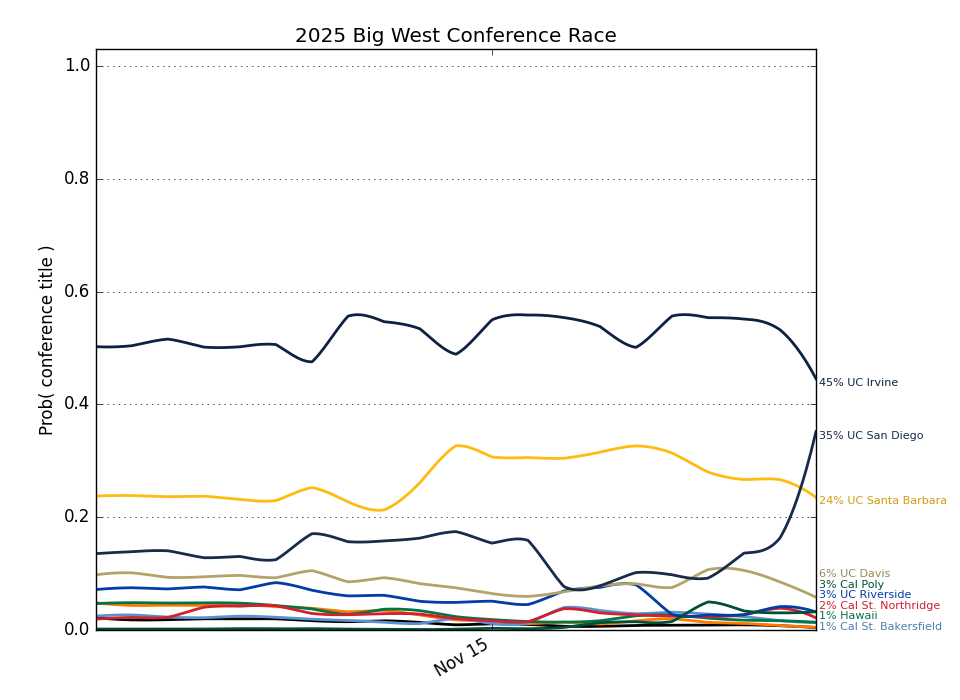 2025 Big West Conference Race
Prob( conference title )
1.0
0.8
0.6
0.4
0.2
0.0
Nov 15
45% UC Irvine
35% UC San Diego
24% UC Santa Barbara
6% UC Davis
3% Cal Poly
3% UC Riverside
2% Cal St. Northridge
1% Hawaii
1% Cal St. Bakersfield